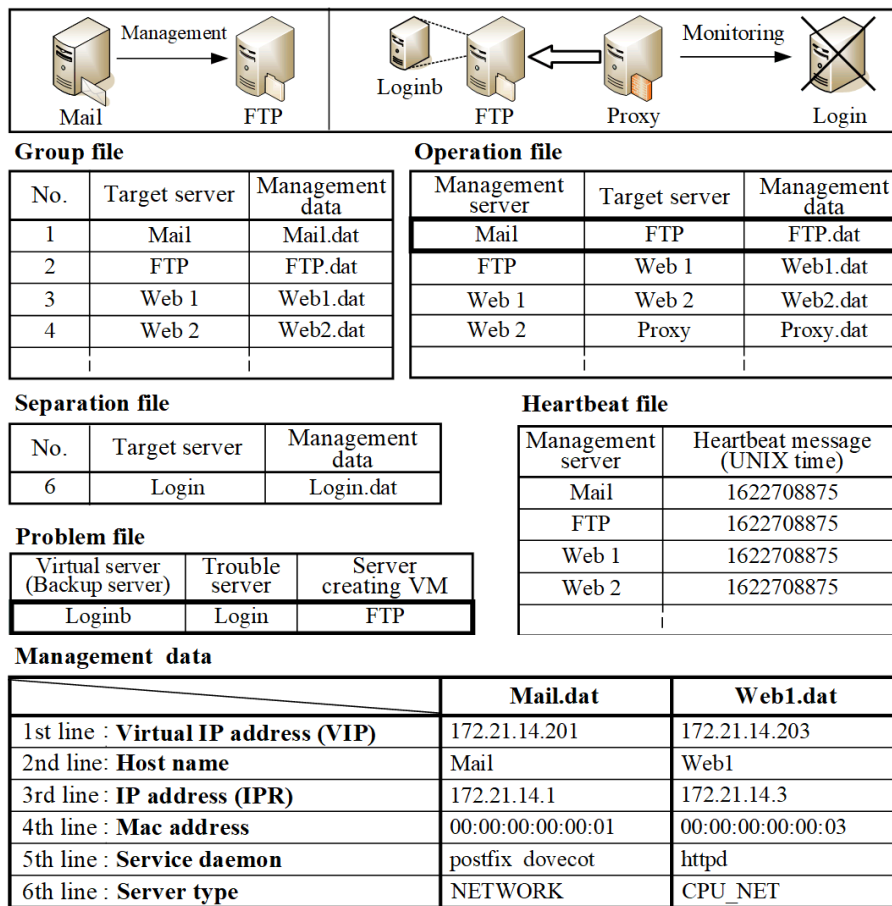 Management
Mail
FTP
Loginb
FTP
Proxy
Monitoring
Login
Group file
No. Target server Management data
1 Mail Mail.dat
2 FTP FTP.dat
3 Web 1 Web1.dat
4 Web 2 Web2.dat
Operation file
Management server Target server Management data
Mail FTP FTP.dat
FTP Web 1 Web1.dat
Web 1 Web 2 Web2.dat
Web 2 Proxy Proxy.dat
Separation file
No. Target server Management data
6 Login Login.dat
Heartbeat file
Management server Heartbeat message (UNIX time)
Mail 1622708875
FTP 1622708875
Web 1 1622708875
Web 2 1622708875
Problem file
Virtual server (Backup server) Trouble server Server creating VM
Loginb Login FTP
Management data
Mail.dat Web1.dat
1st line : Virtual IP address (VIP) 172.21.14.201 172.21.14.203
2nd line: Host name Mail Web1
3rd line : IP address (IPR) 172.21.14.1 172.21.14.3
4th line : Mac address 00:00:00:00:00:01 00:00:00:00:00:03
5th line : Service daemon postfix dovecot httpd
6th line : Server type NETWORK CPU_NET